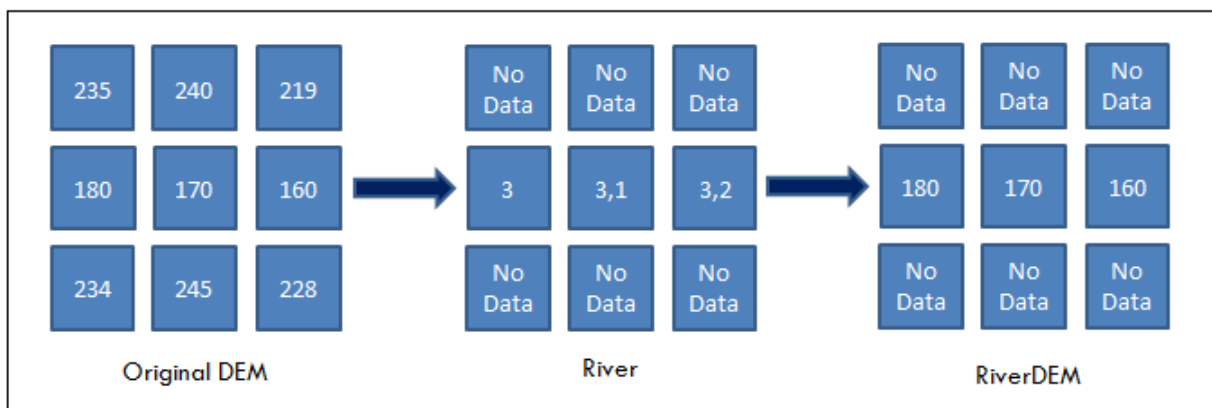 235 240 219 No Data No Data No Data No Data No Data No Data
180 170 160 3 3,1 3,2 180 170 160
234 245 228 No Data No Data No Data No Data No Data No Data
Original DEM River RiverDEM